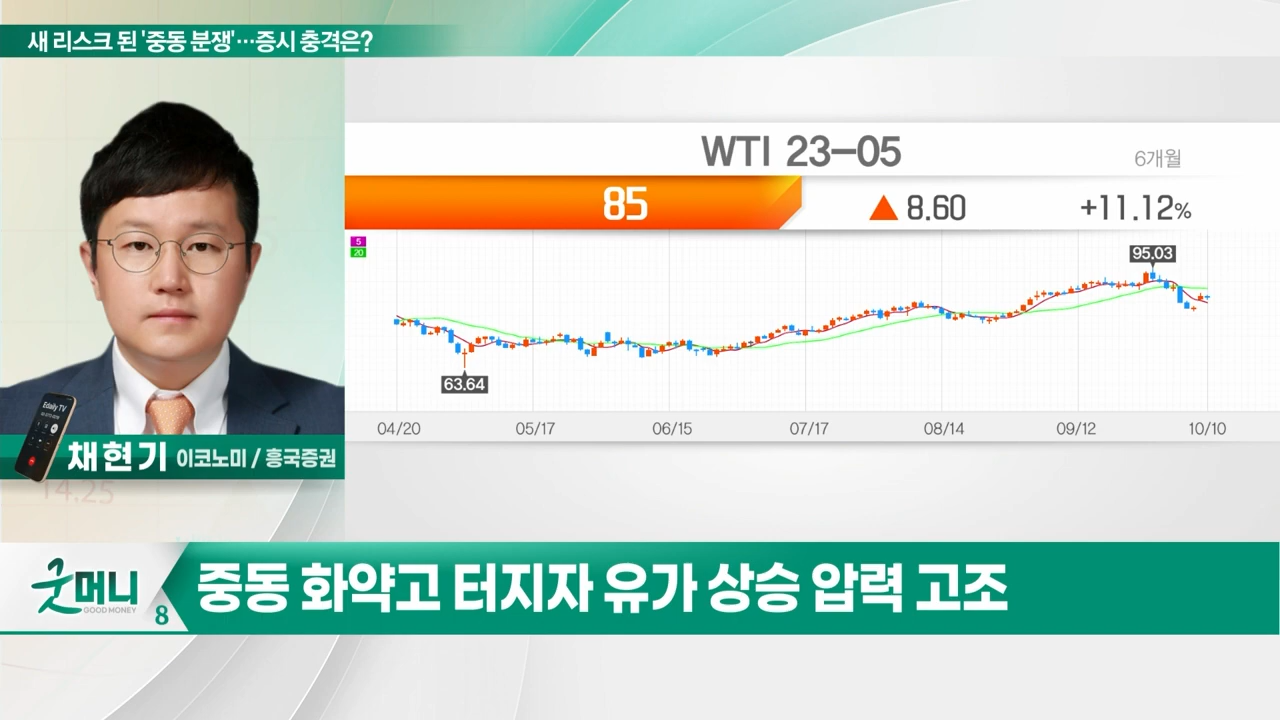 새 리스크 된 '중동 분쟁'…증시 충격은?
WTI 23-05
6개월
85
▲ 8.60
+11.12%
5
20
95.03
63.64
04/20 05/17 06/15 07/17 08/14 09/12 10/10
Edaily TV
채현기 이코노미 / 흥국증권
14.25
굿머니
GOOD MONEY
8
중동 화약고 터지자 유가 상승 압력 고조